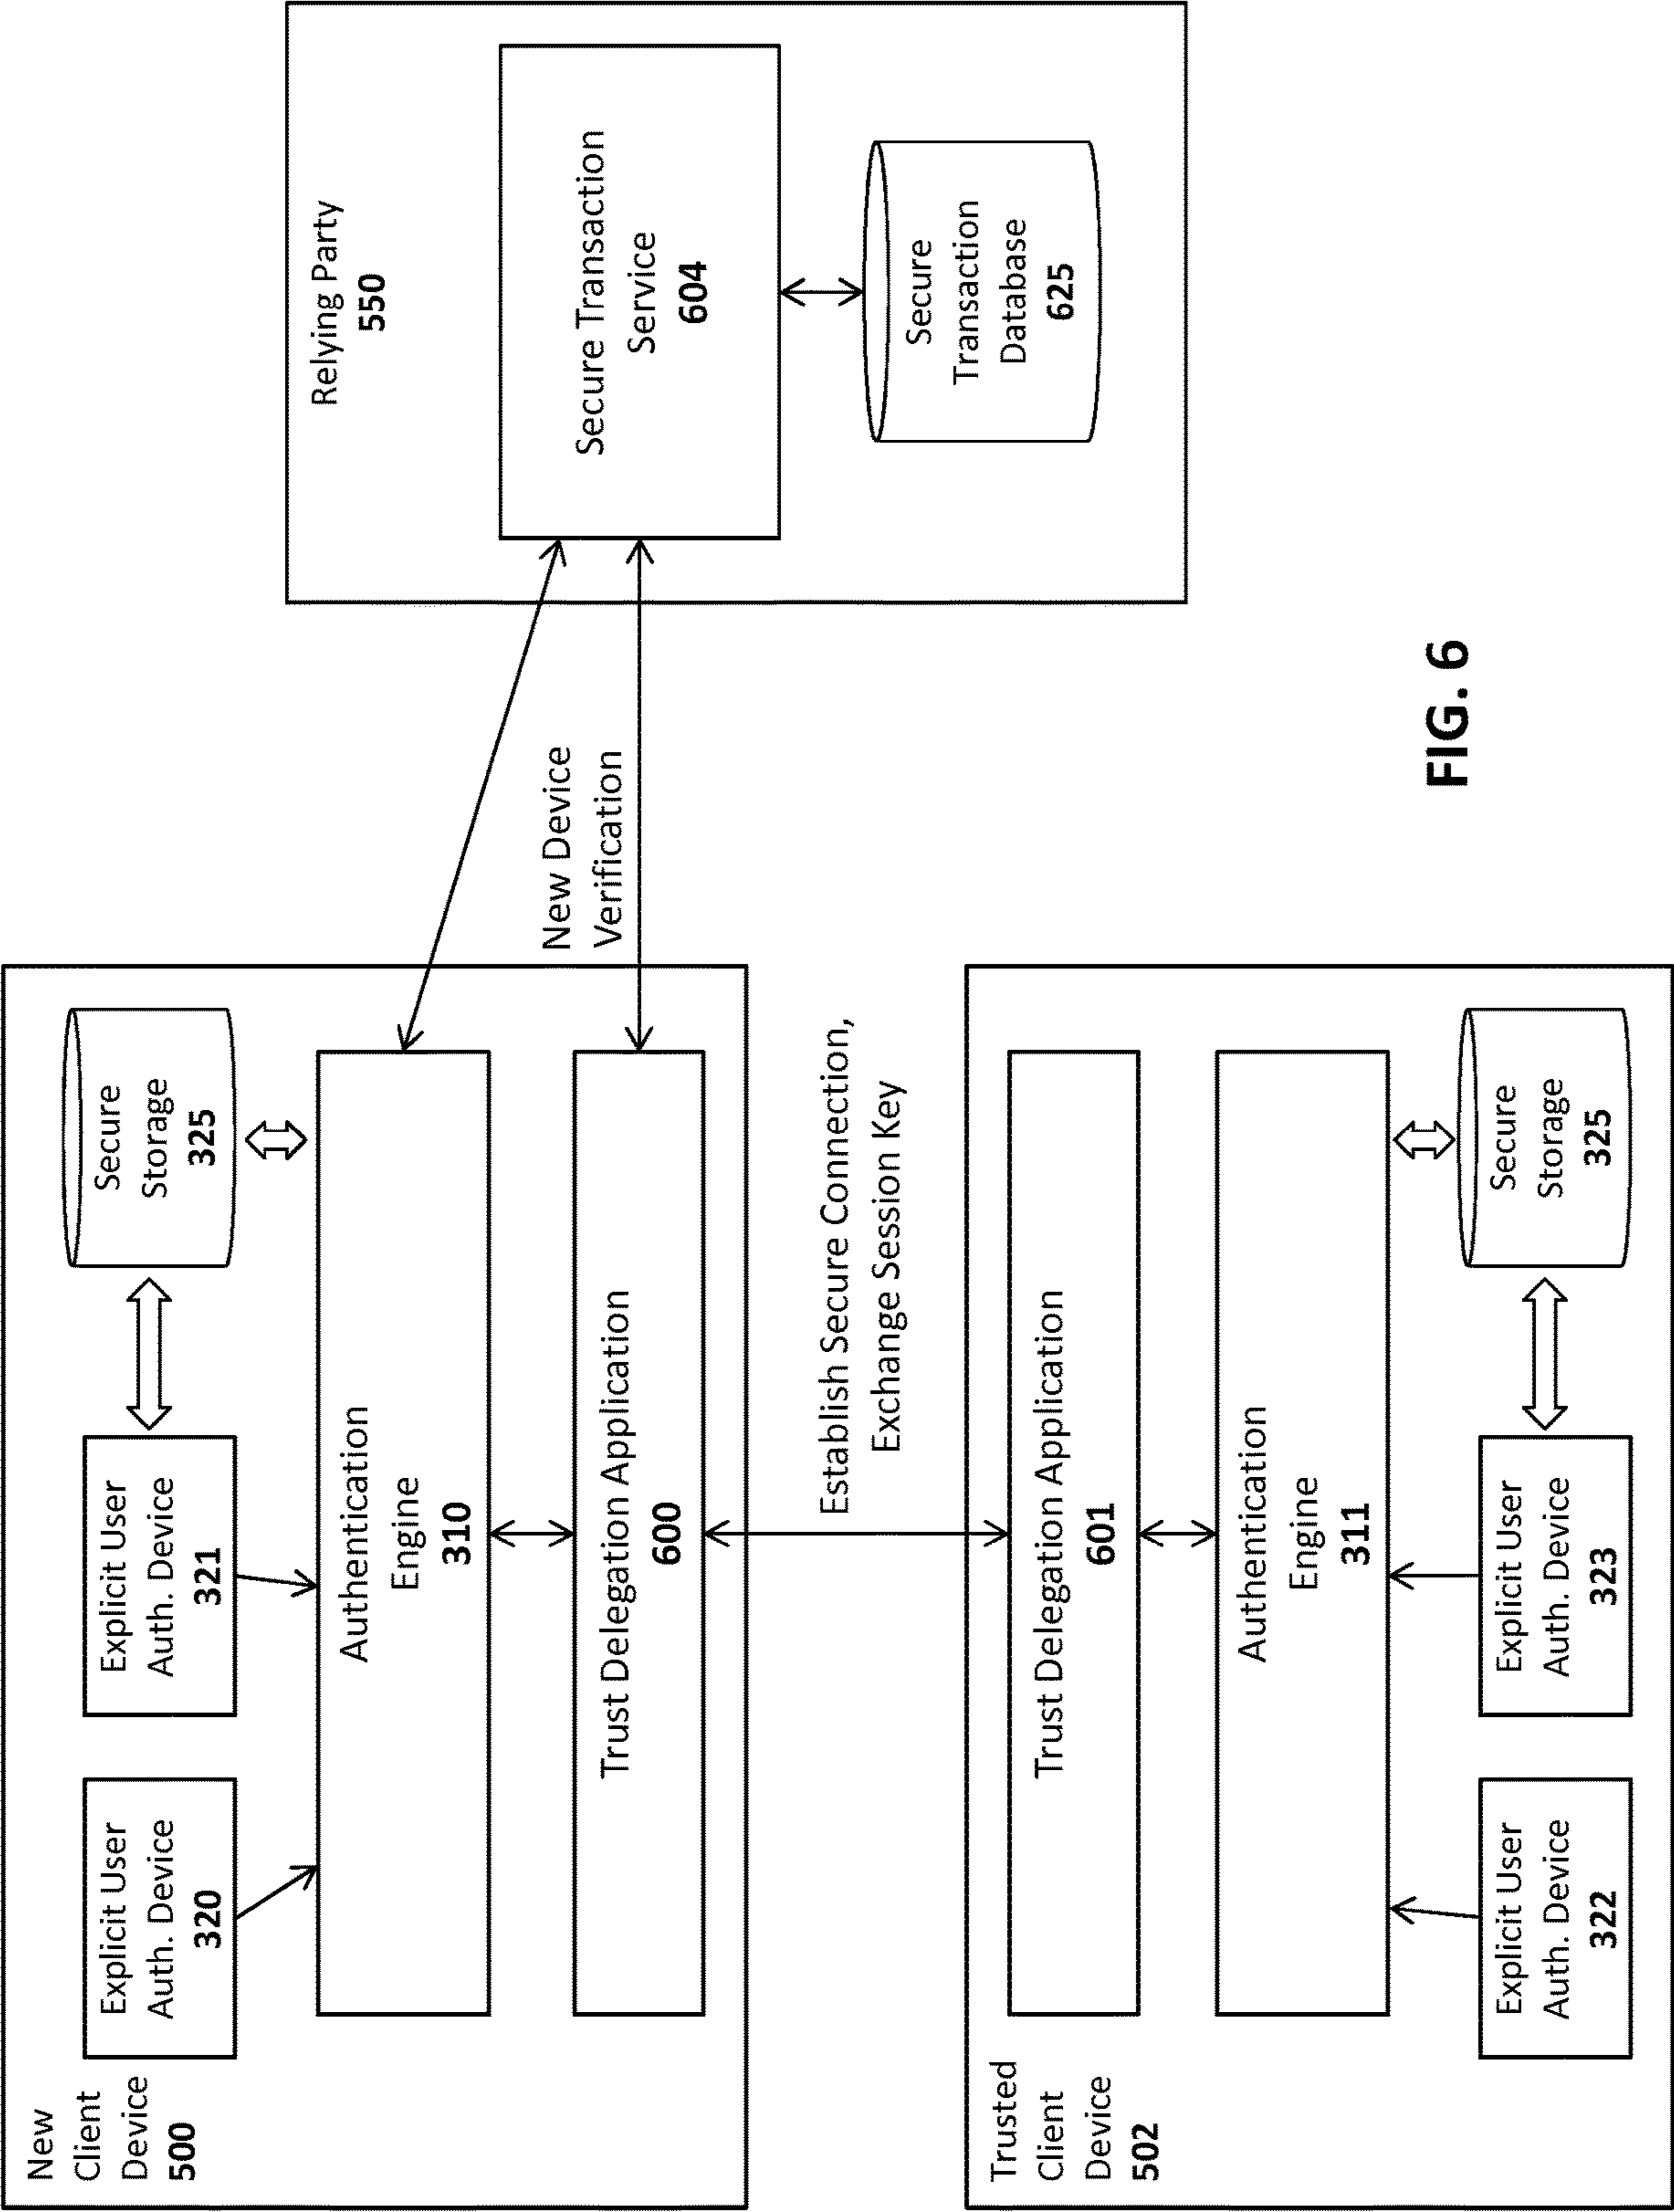 New
Client
Device
500
Explicit User
Auth. Device
320
Explicit User
Auth. Device
321
Secure
Storage
325
Authentication
Engine
310
Trust Delegation Application
600
New Device
Verification
Relying Party
550
Secure Transaction
Service
604
Secure
Transaction
Database
625
Establish Secure Connection,
Exchange Session Key
Trusted
Client
Device
502
Trust Delegation Application
601
Authentication
Engine
311
Explicit User
Auth. Device
322
Explicit User
Auth. Device
323
Secure
Storage
325
FIG. 6